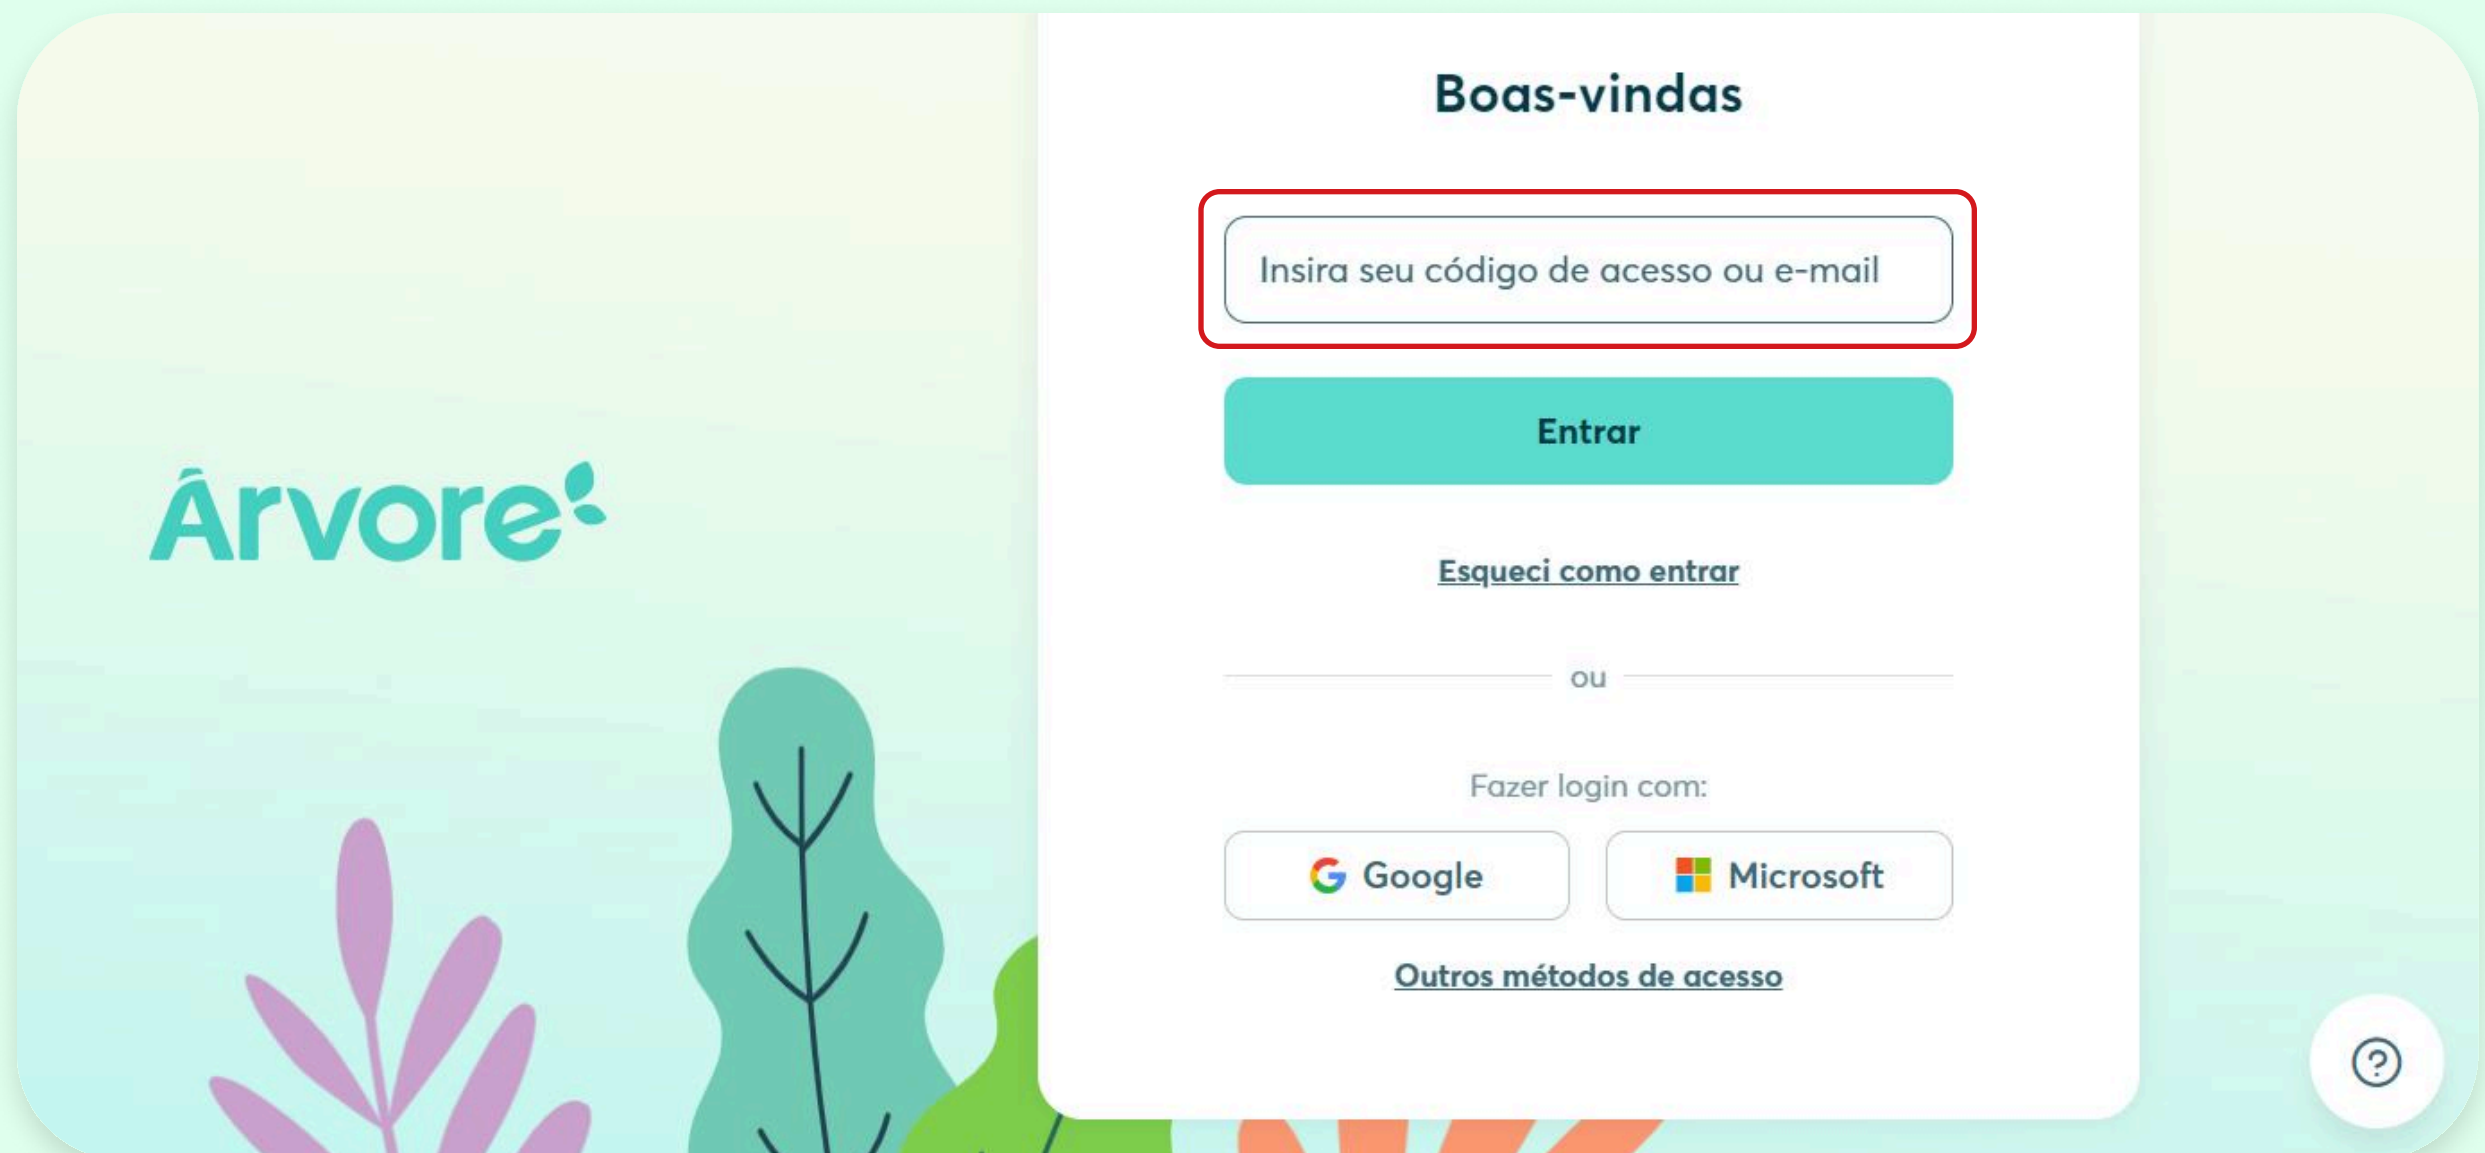 Boas-vindas
Insira seu código de acesso ou e-mail
Entrar
Árvore
Esqueci como entrar
ou
Fazer login com:
Google
Microsoft
Outros métodos de acesso
?